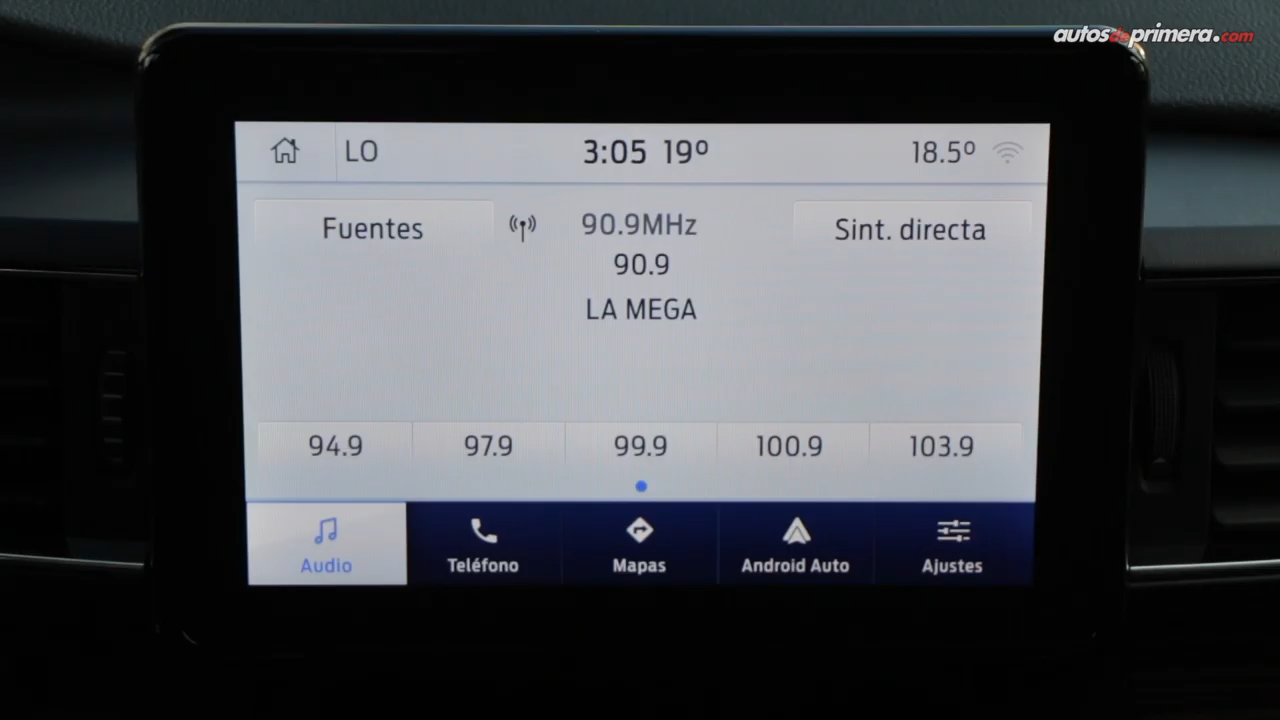 autosdeprimera.com
LO 3:05 19º 18.5º
Fuentes 90.9MHz Sint. directa
90.9
LA MEGA
94.9 97.9 99.9 100.9 103.9
Audio Teléfono Mapas Android Auto Ajustes